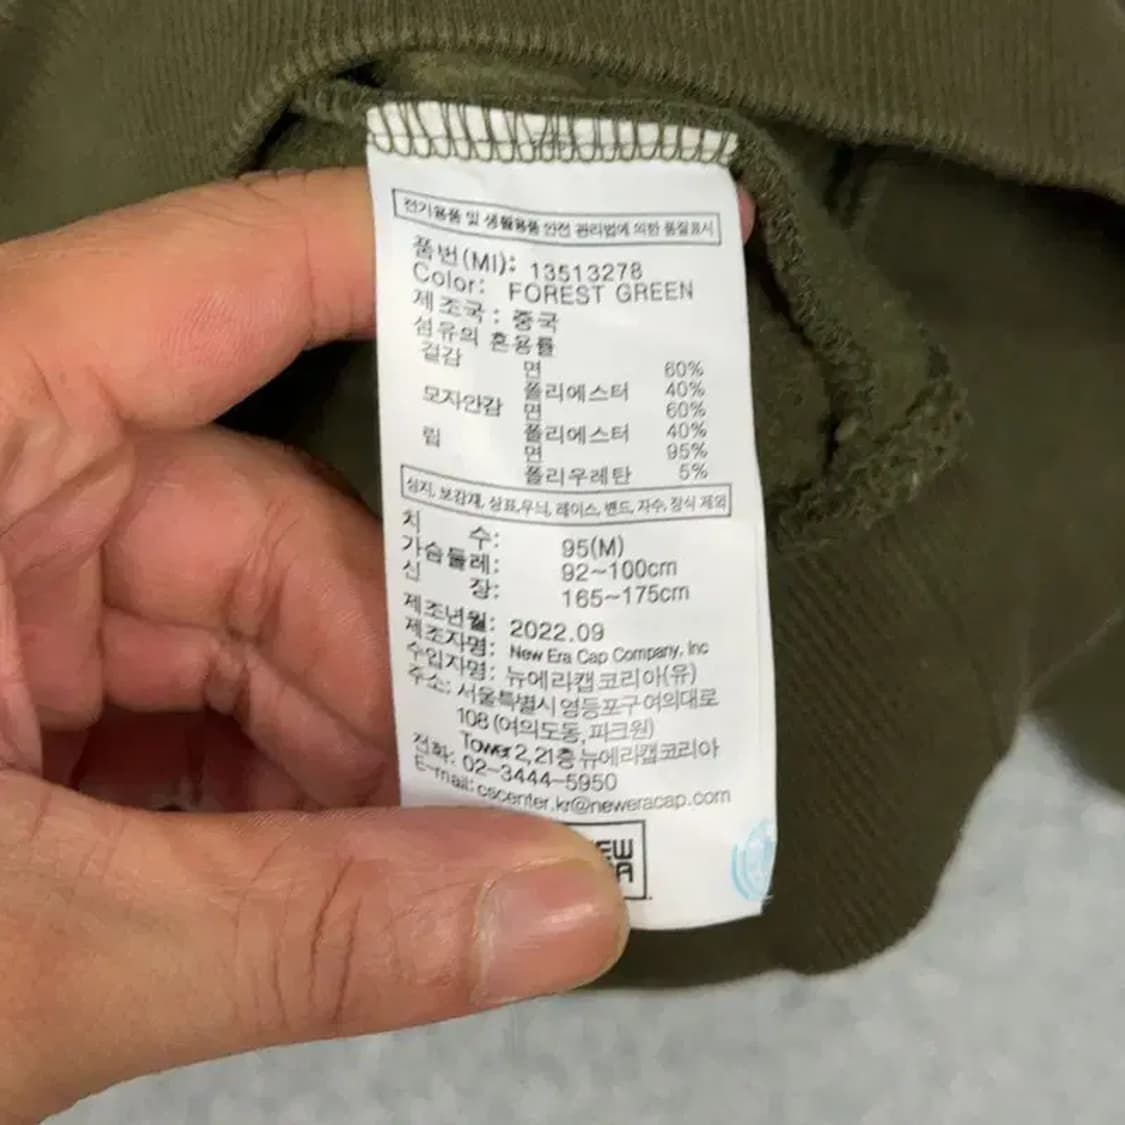 전기용품 및 생활용품 안전 관리법에 의한 품질표시
품번(MI): 13513278
Color: FOREST GREEN
제조국: 중국
섬유의 혼용률
겉감 면 60%
폴리에스터 40%
모자안감 면 60%
폴리에스터 40%
립 면 95%
폴리우레탄 5%
심지, 보강재, 상표,무늬, 레이스, 밴드, 자수, 장식 제외
치 수: 95(M)
가슴둘레: 92~100cm
신 장: 165~175cm
제조년월: 2022.09
제조자명: New Era Cap Company, Inc
수입자명: 뉴에라캡코리아(유)
주소: 서울특별시영등포구여의대로
108 (여의도동, 파크원)
Tower 2, 21층 뉴에라캡코리아
전화: 02-3444-5950
E-mail: cscenter.kr@neweracap.com